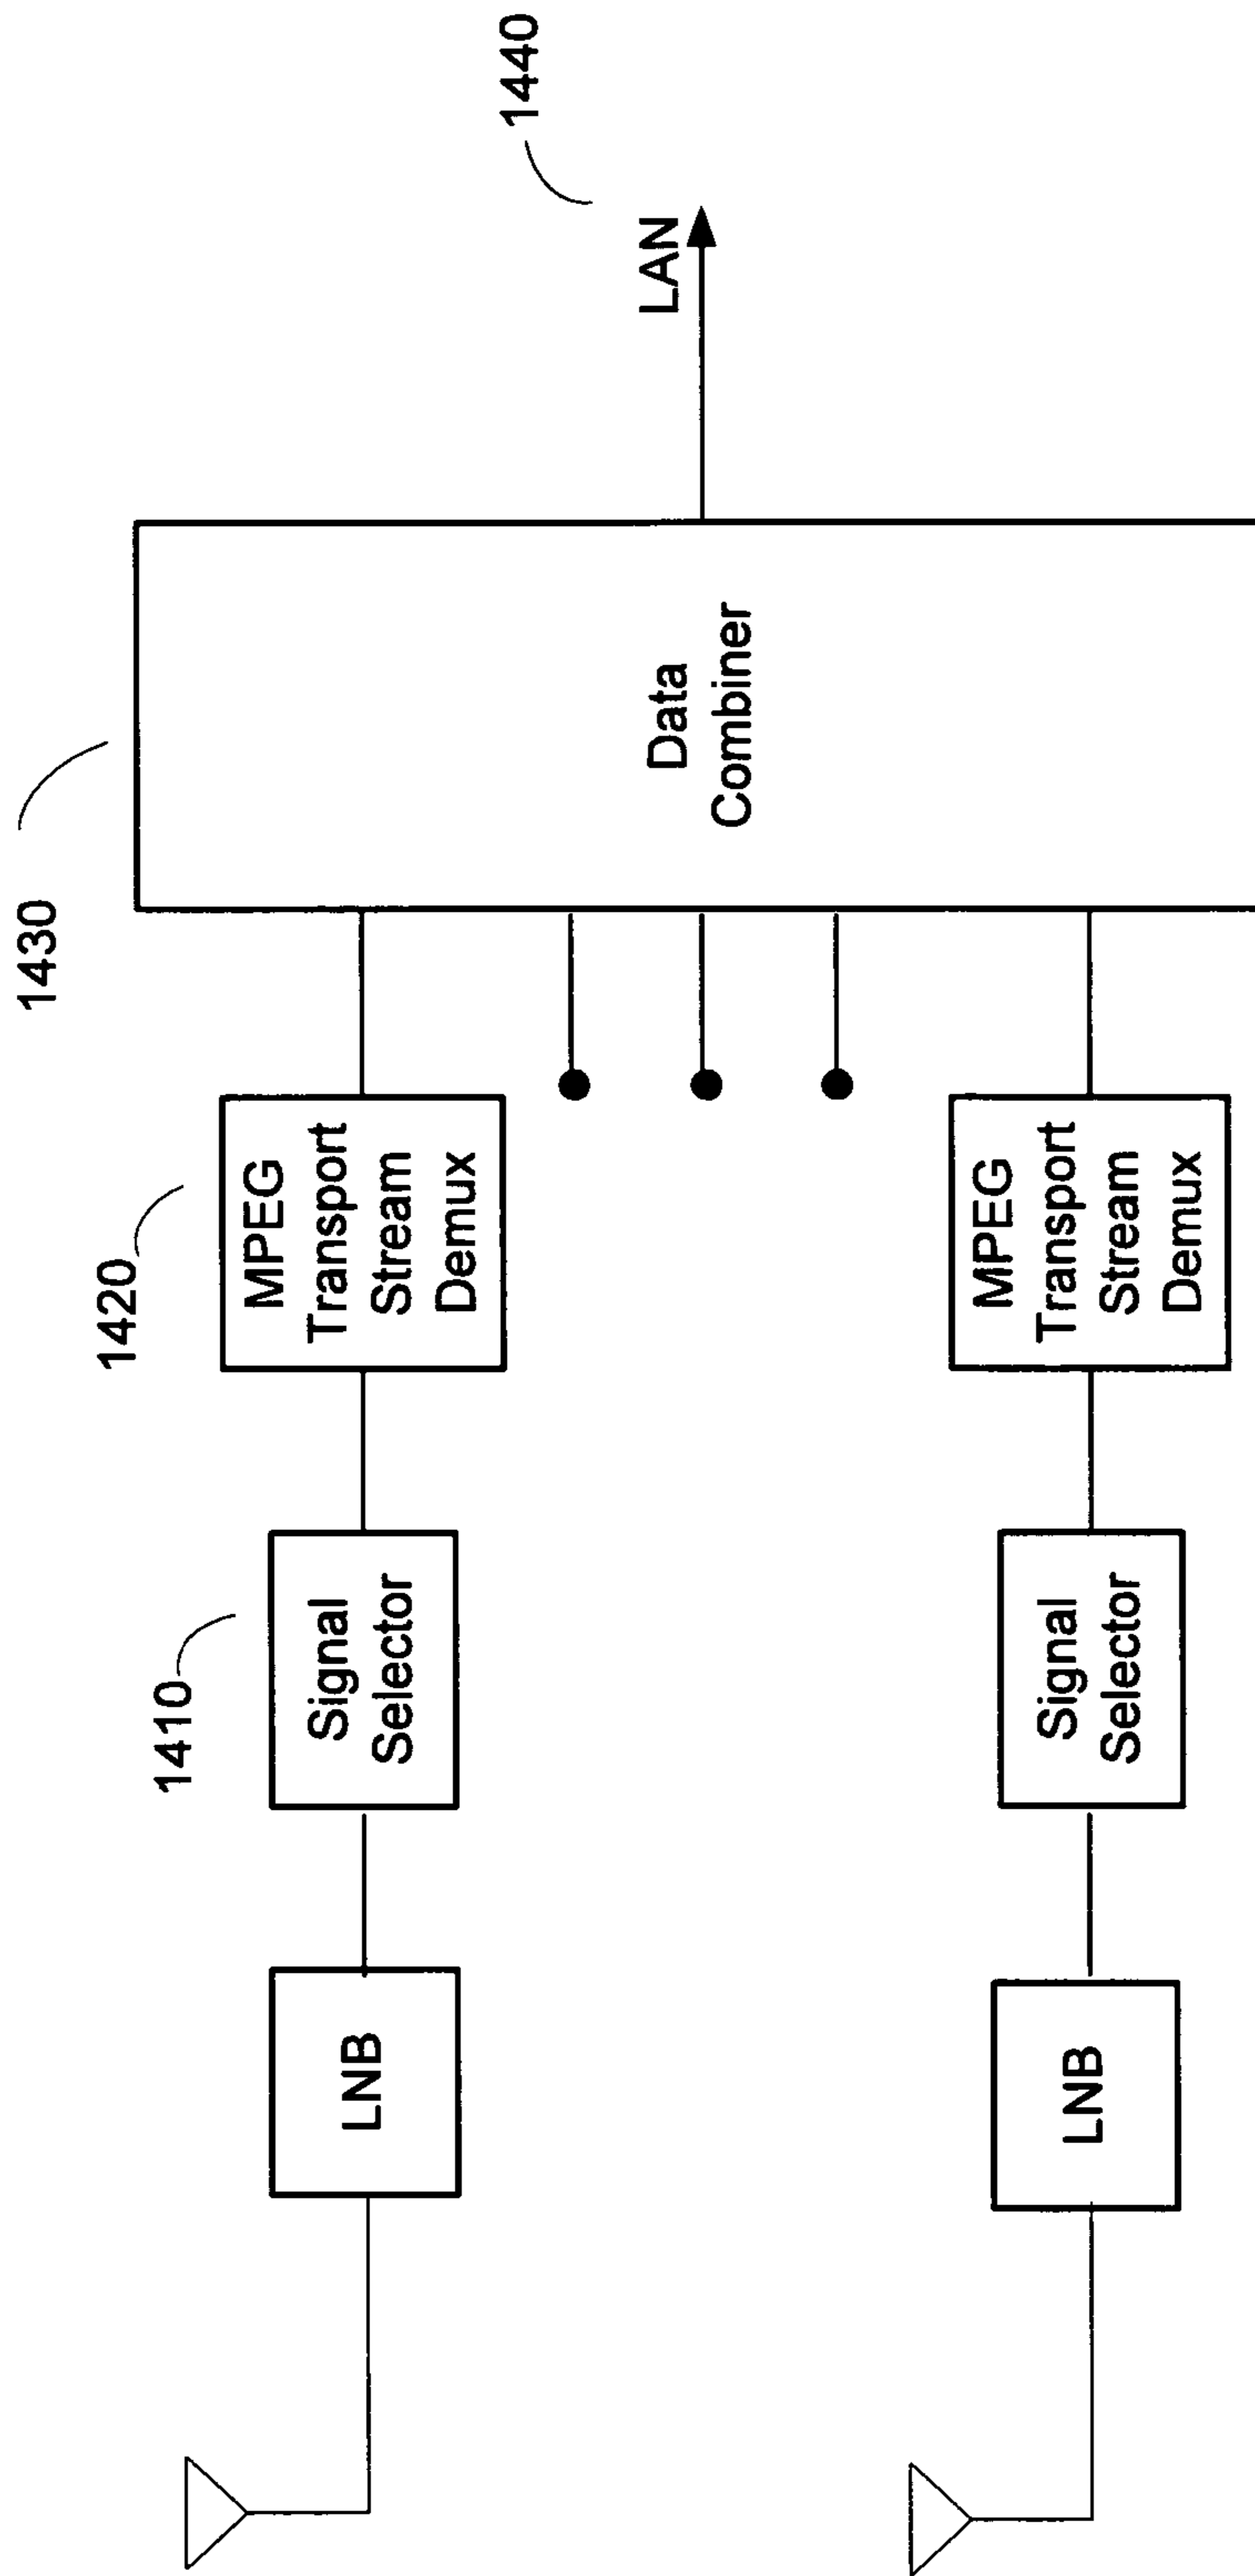 1410
1420
1430
1440
LNB
Signal
Selector
MPEG
Transport
Stream
Demux
Data
Combiner
LAN
LNB
Signal
Selector
MPEG
Transport
Stream
Demux